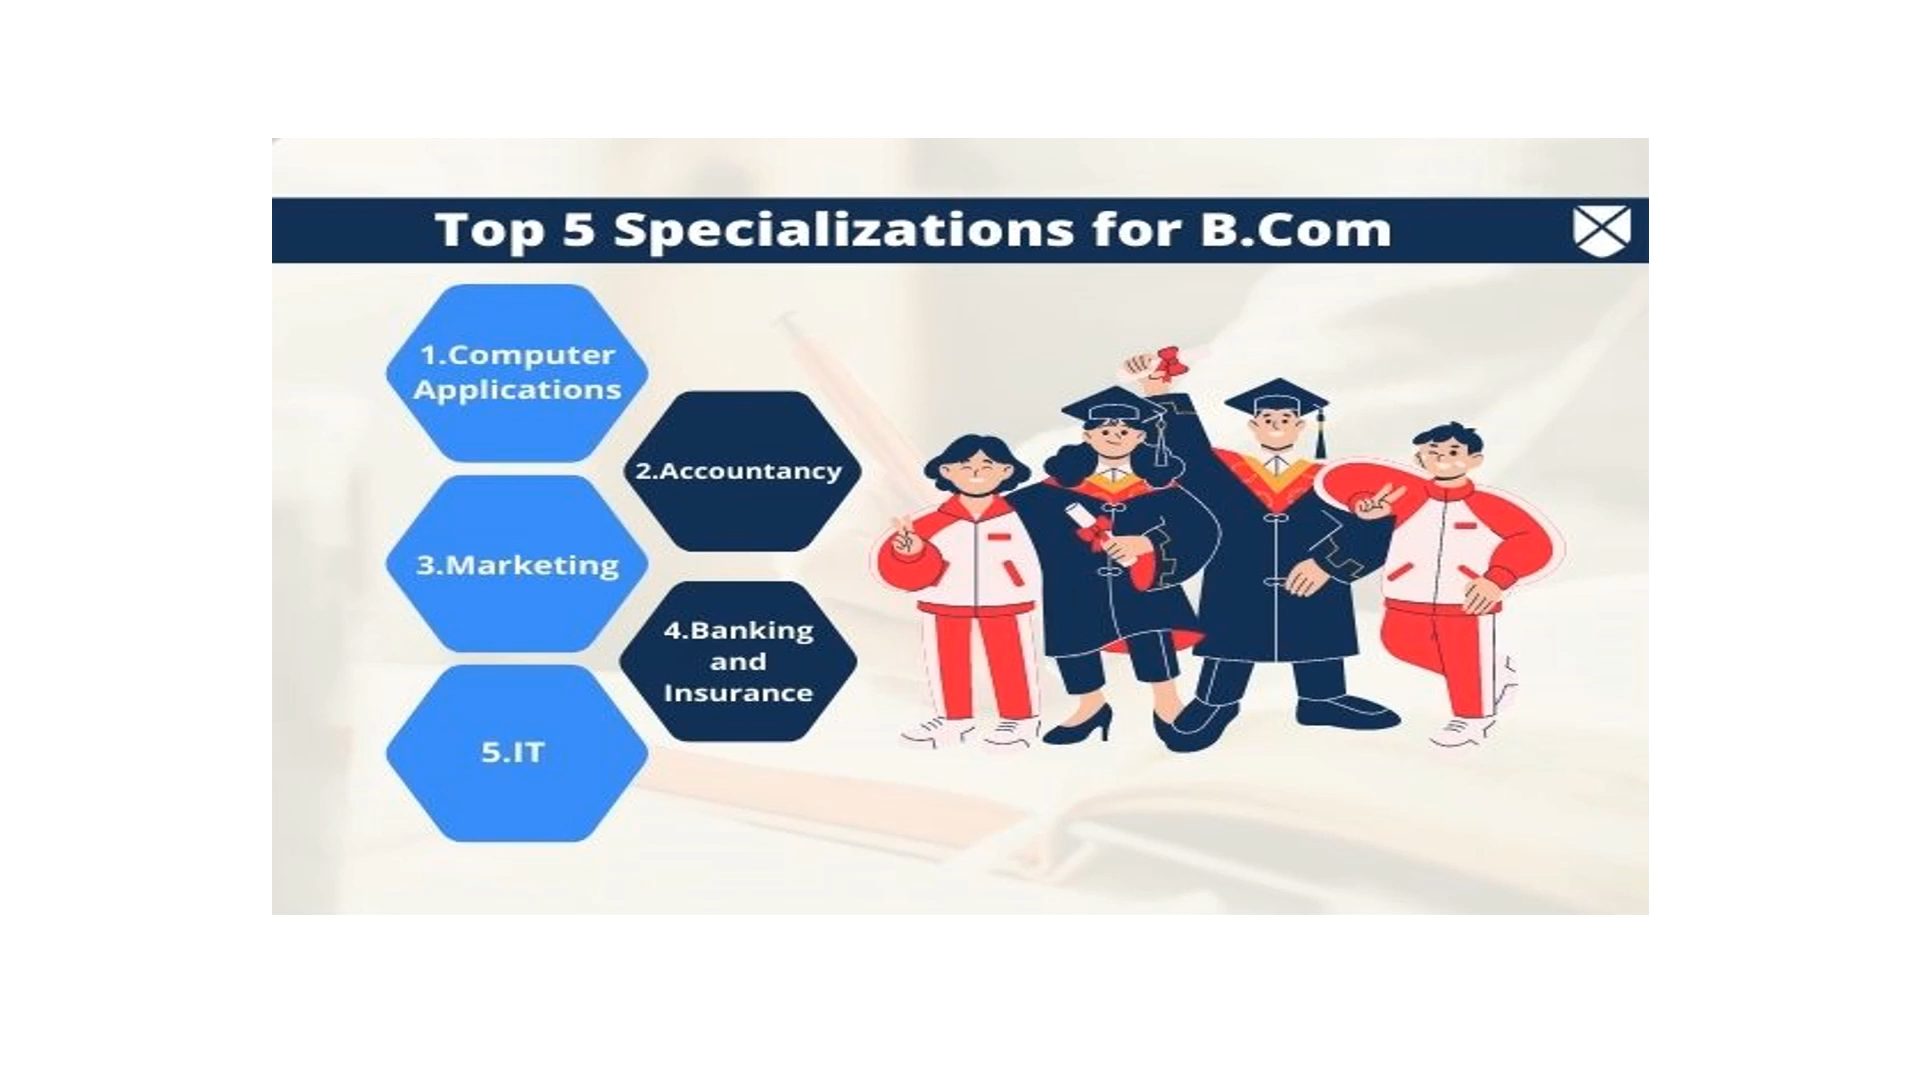 Top 5 Specializations for B.Com
1.Computer
Applications
2.Accountancy
3.Marketing
4.Banking
and
Insurance
5.IT